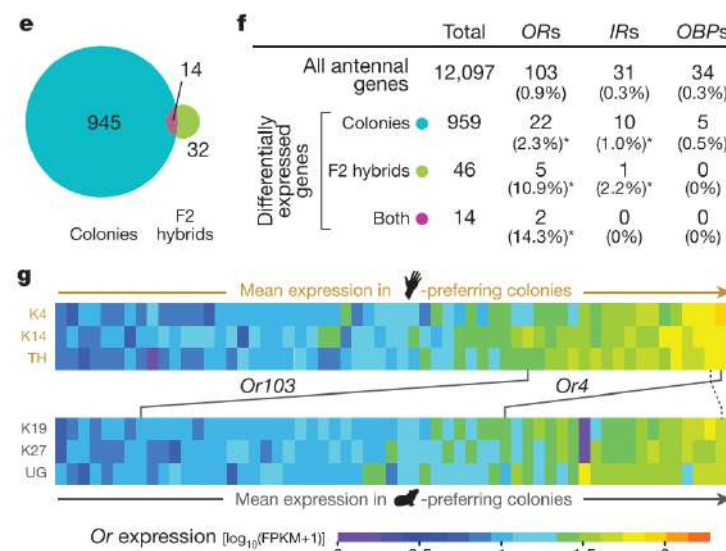 e
945
14
32
Colonies
F2
hybrids
f
Total ORs IRs OBPs
All antennal genes 12,097 103 (0.9%) 31 (0.3%) 34 (0.3%)
Differentially expressed genes
Colonies 959 22 (2.3%)* 10 (1.0%)* 5 (0.5%)
F2 hybrids 46 5 (10.9%)* 1 (2.2%)* 0 (0%)
Both 14 2 (14.3%)* 0 (0%) 0 (0%)
g
Mean expression in -preferring colonies
K4
K14
TH
Or103 Or4
K19
K27
UG
Mean expression in -preferring colonies
Or expression [log10(FPKM+1)]